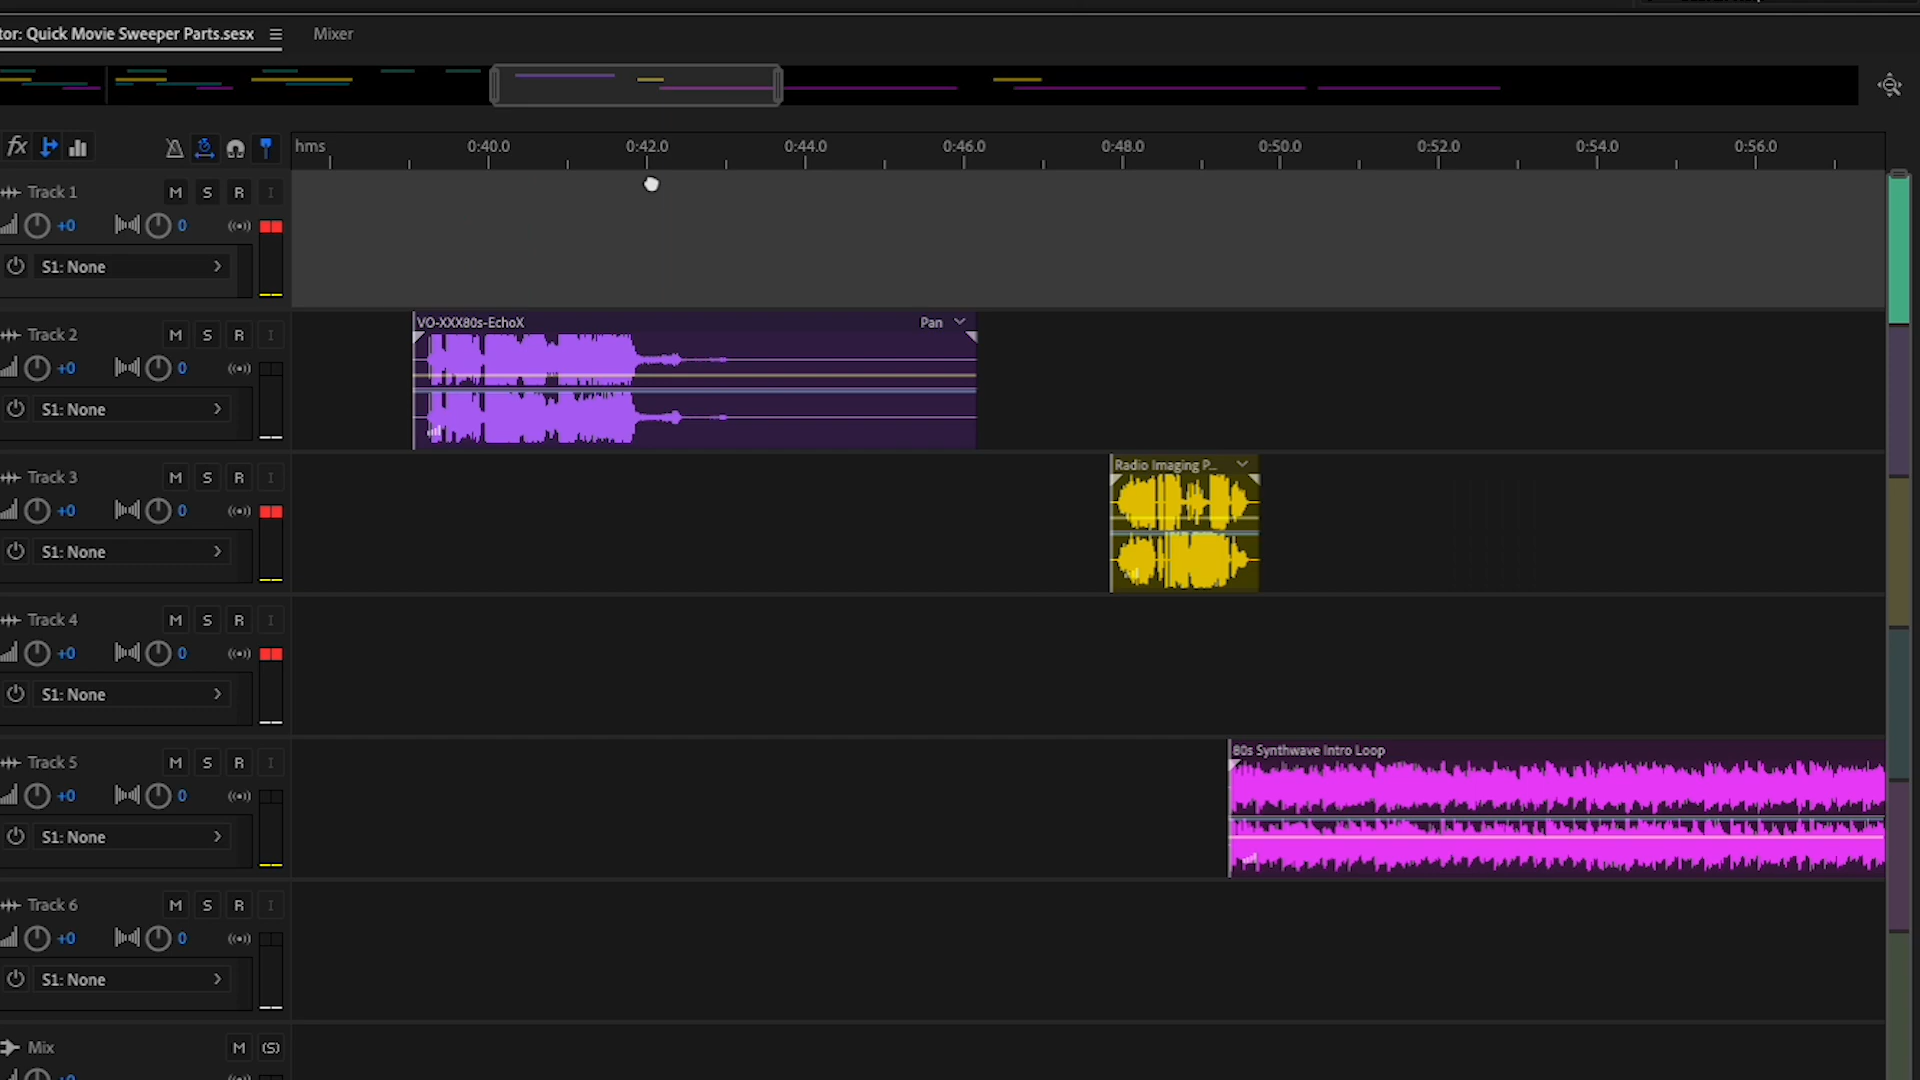 tor: Quick Movie Sweeper Parts.sesx Mixer
fx hms 0:40.0 0:42.0 0:44.0 0:46.0 0:48.0 0:50.0 0:52.0 0:54.0 0:56.0
Track 1 M S R I
+0 0
S1: None
VO-XXX80s-EchoX Pan
Track 2 M S R I
+0 0
S1: None
Radio Imaging P...
Track 3 M S R I
+0 0
S1: None
Track 4 M S R I
+0 0
S1: None
80s Synthwave Intro Loop
Track 5 M S R I
+0 0
S1: None
Track 6 M S R I
+0 0
S1: None
Mix M (S)
+0